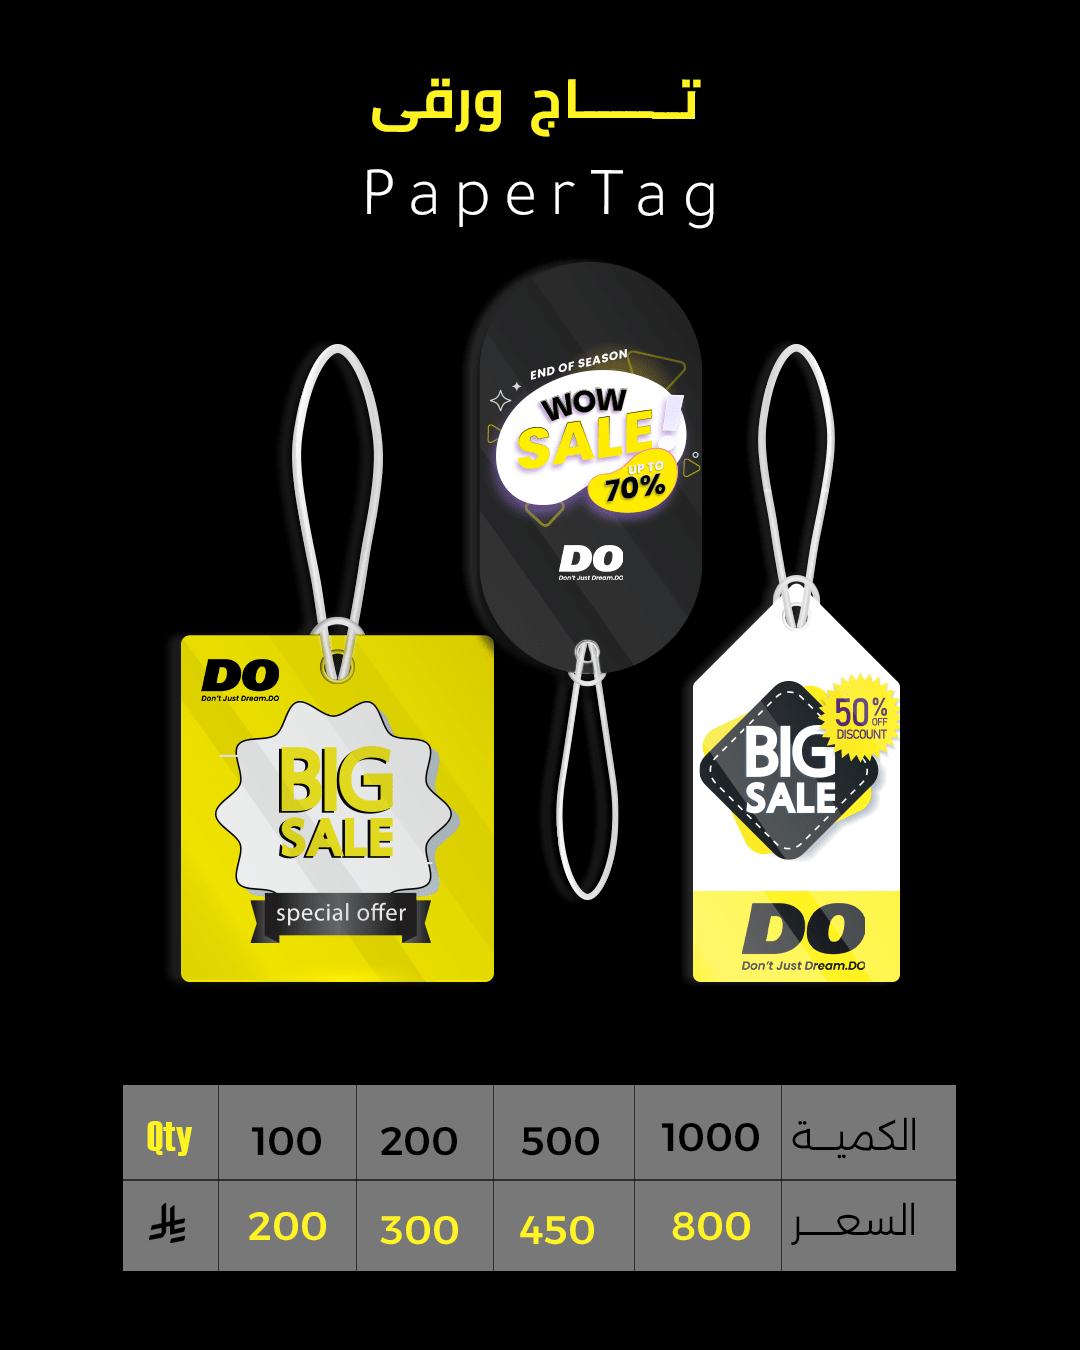 تـــــاج ورقى
PaperTag
END OF SEASON
WOW
SALE!
UP TO
70%
DO
Don't Just Dream.DO
DO
Don't Just Dream.DO
BIG
SALE
special offer
50% OFF
DISCOUNT
BIG
SALE
DO
Don't Just Dream.DO
Qty 100 200 500 1000 الكميـــة
⃁ 200 300 450 800 السعـــر